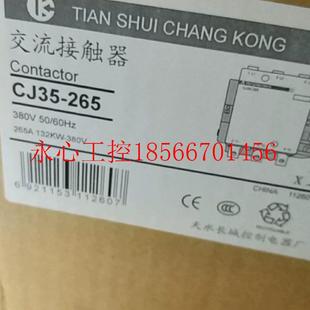 TIAN SHUI CHANG KONG
交流接触器
Contactor
CJ35-265
380V 50/60Hz
265A 132KW-380V
永心工控18566701456
6921153112607
CHINA
天水长城控制电器厂